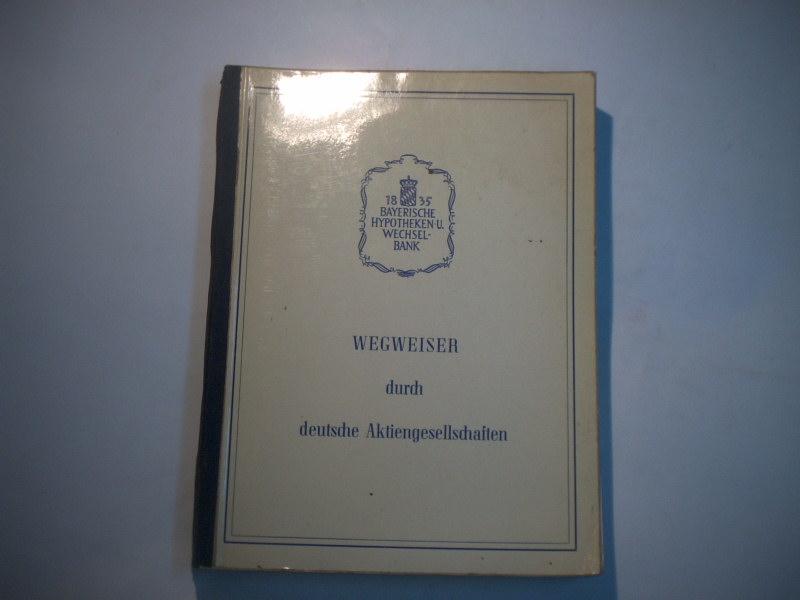 18 35
BAYERISCHE
HYPOTHEKEN-U.
WECHSEL-
BANK
WEGWEISER
durch
deutsche Aktiengesellschaften